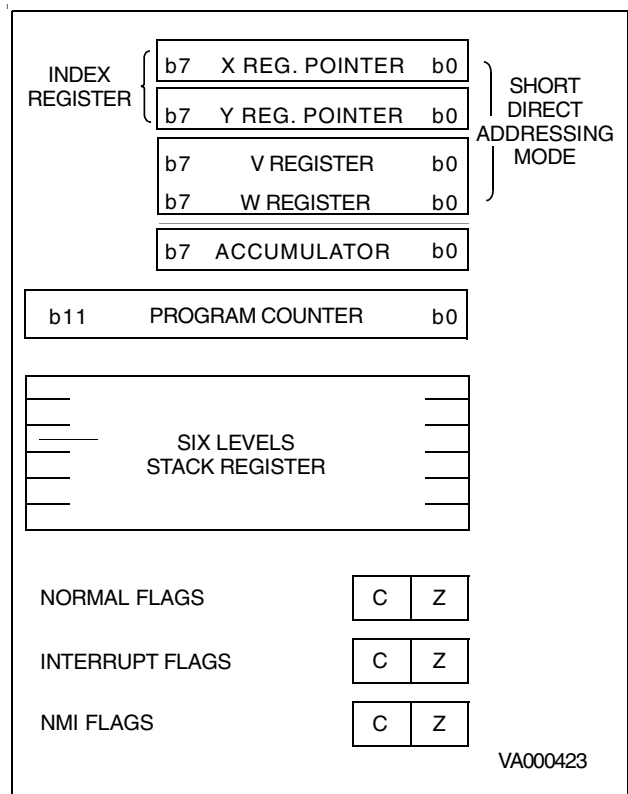 INDEX
REGISTER
b7 X REG. POINTER b0
b7 Y REG. POINTER b0
b7 V REGISTER b0
b7 W REGISTER b0
SHORT
DIRECT
ADDRESSING
MODE
b7 ACCUMULATOR b0
b11 PROGRAM COUNTER b0
SIX LEVELS
STACK REGISTER
NORMAL FLAGS C Z
INTERRUPT FLAGS C Z
NMI FLAGS C Z
VA000423